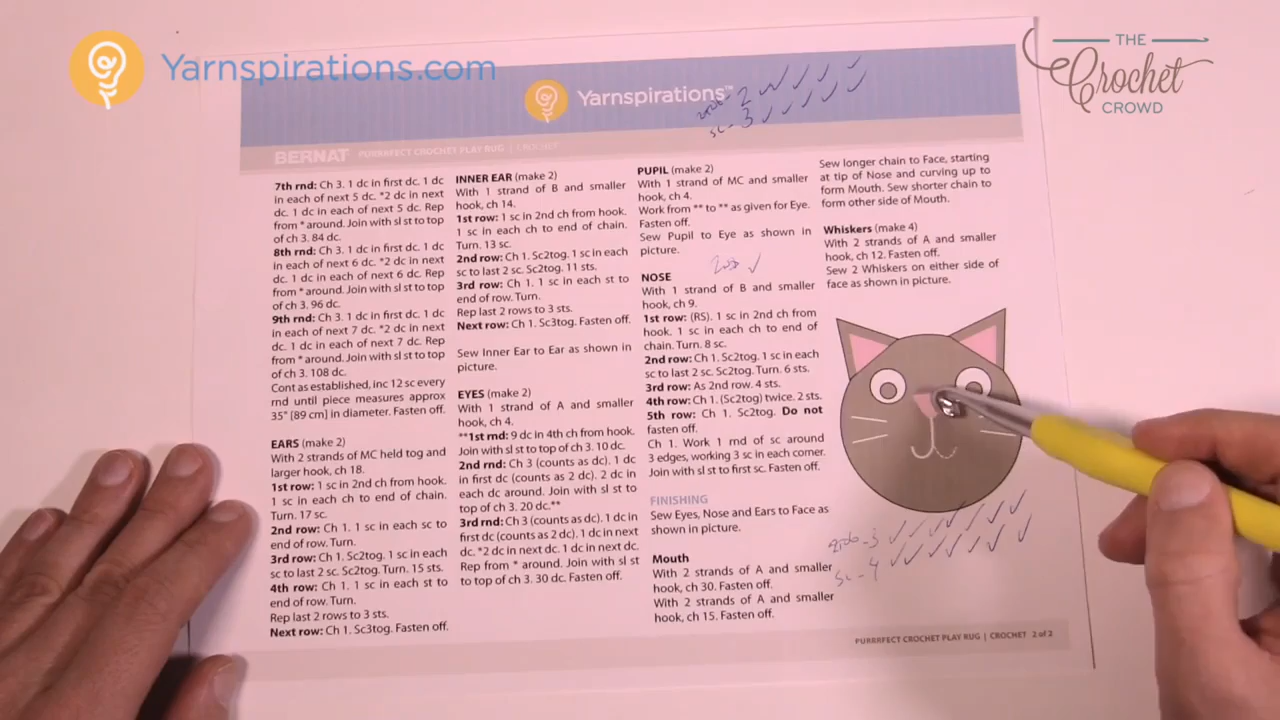 Yarnspirations.com
THE
Crochet
CROWD
Yarnspirations™
2
sc - 3
BERNAT PURRRFECT CROCHET PLAY RUG | CROCHET
7th rnd: Ch 3. 1 dc in first dc. 1 dc
in each of next 5 dc. *2 dc in next
dc. 1 dc in each of next 5 dc. Rep
from * around. Join with sl st to top
of ch 3. 84 dc.
8th rnd: Ch 3. 1 dc in first dc. 1 dc
in each of next 6 dc. *2 dc in next
dc. 1 dc in each of next 6 dc. Rep
from * around. Join with sl st to top
of ch 3. 96 dc.
9th rnd: Ch 3. 1 dc in first dc. 1 dc
in each of next 7 dc. *2 dc in next
dc. 1 dc in each of next 7 dc. Rep
from * around. Join with sl st to top
of ch 3. 108 dc.
Cont as established, inc 12 sc every
rnd until piece measures approx
35" [89 cm] in diameter. Fasten off.
EARS (make 2)
With 2 strands of MC held tog and
larger hook, ch 18.
1st row: 1 sc in 2nd ch from hook.
1 sc in each ch to end of chain.
Turn. 17 sc.
2nd row: Ch 1. 1 sc in each sc to
end of row. Turn.
3rd row: Ch 1. Sc2tog. 1 sc in each
sc to last 2 sc. Sc2tog. Turn. 15 sts.
4th row: Ch 1. 1 sc in each st to
end of row. Turn.
Rep last 2 rows to 3 sts.
Next row: Ch 1. Sc3tog. Fasten off.
INNER EAR (make 2)
With 1 strand of B and smaller
hook, ch 14.
1st row: 1 sc in 2nd ch from hook.
1 sc in each ch to end of chain.
Turn. 13 sc.
2nd row: Ch 1. Sc2tog. 1 sc in each
sc to last 2 sc. Sc2tog. 11 sts.
3rd row: Ch 1. 1 sc in each st to
end of row. Turn.
Rep last 2 rows to 3 sts.
Next row: Ch 1. Sc3tog. Fasten off.
Sew Inner Ear to Ear as shown in
picture.
EYES (make 2)
With 1 strand of A and smaller
hook, ch 4.
**1st rnd: 9 dc in 4th ch from hook.
Join with sl st to top of ch 3. 10 dc.
2nd rnd: Ch 3 (counts as dc). 1 dc
in first dc (counts as 2 dc). 2 dc in
each dc around. Join with sl st to
top of ch 3. 20 dc.**
3rd rnd: Ch 3 (counts as dc). 1 dc in
first dc (counts as 2 dc). 1 dc in next
dc. *2 dc in next dc. 1 dc in next dc.
Rep from * around. Join with sl st
to top of ch 3. 30 dc. Fasten off.
PUPIL (make 2)
With 1 strand of MC and smaller
hook, ch 4.
Work from ** to ** as given for Eye.
Fasten off.
Sew Pupil to Eye as shown in
picture.
NOSE
With 1 strand of B and smaller
hook, ch 9.
1st row: (RS). 1 sc in 2nd ch from
hook. 1 sc in each ch to end of
chain. Turn. 8 sc.
2nd row: Ch 1. Sc2tog. 1 sc in each
sc to last 2 sc. Sc2tog. Turn. 6 sts.
3rd row: As 2nd row. 4 sts.
4th row: Ch 1. (Sc2tog) twice. 2 sts.
5th row: Ch 1. Sc2tog. Do not
fasten off.
Ch 1. Work 1 rnd of sc around
3 edges, working 3 sc in each corner.
Join with sl st to first sc. Fasten off.
FINISHING
Sew Eyes, Nose and Ears to Face as
shown in picture.
Mouth
With 2 strands of A and smaller
hook, ch 30. Fasten off.
With 2 strands of A and smaller
hook, ch 15. Fasten off.
Sew longer chain to Face, starting
at tip of Nose and curving up to
form Mouth. Sew shorter chain to
form other side of Mouth.
Whiskers (make 4)
With 2 strands of A and smaller
hook, ch 12. Fasten off.
Sew 2 Whiskers on either side of
face as shown in picture.
3
sc - 4
PURRRFECT CROCHET PLAY RUG | CROCHET 2 of 2